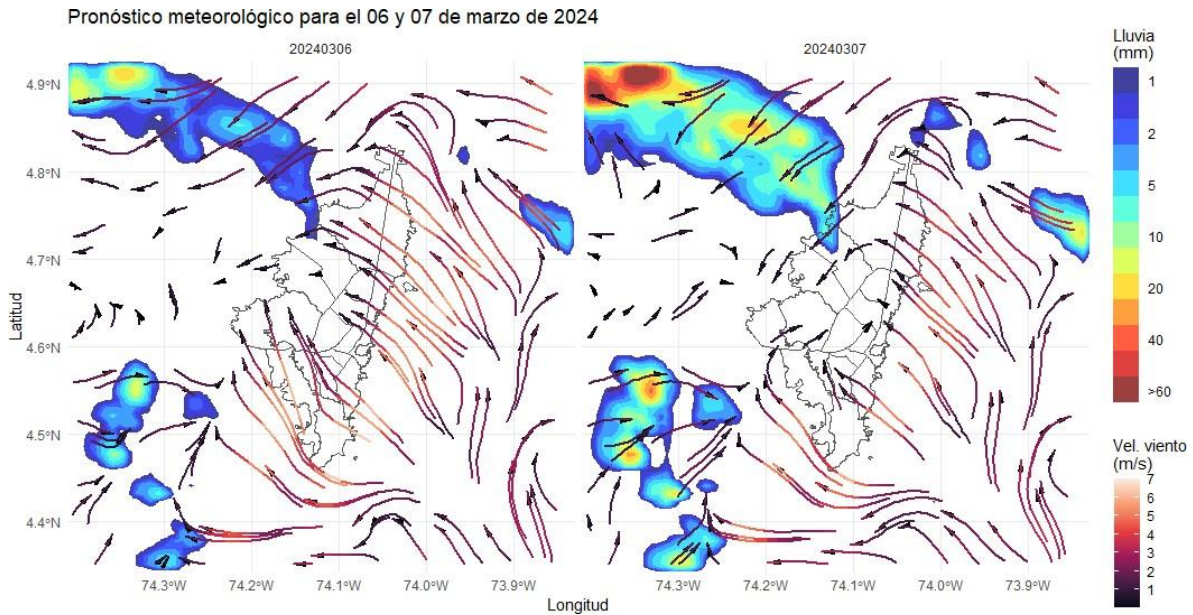 Pronóstico meteorológico para el 06 y 07 de marzo de 2024
20240306
20240307
Lluvia
(mm)
1
2
5
10
20
40
>60
Vel. viento
(m/s)
7
6
5
4
3
2
1
Latitud
4.9°N
4.8°N
4.7°N
4.6°N
4.5°N
4.4°N
74.3°W 74.2°W 74.1°W 74.0°W 73.9°W
74.3°W 74.2°W 74.1°W 74.0°W 73.9°W
Longitud